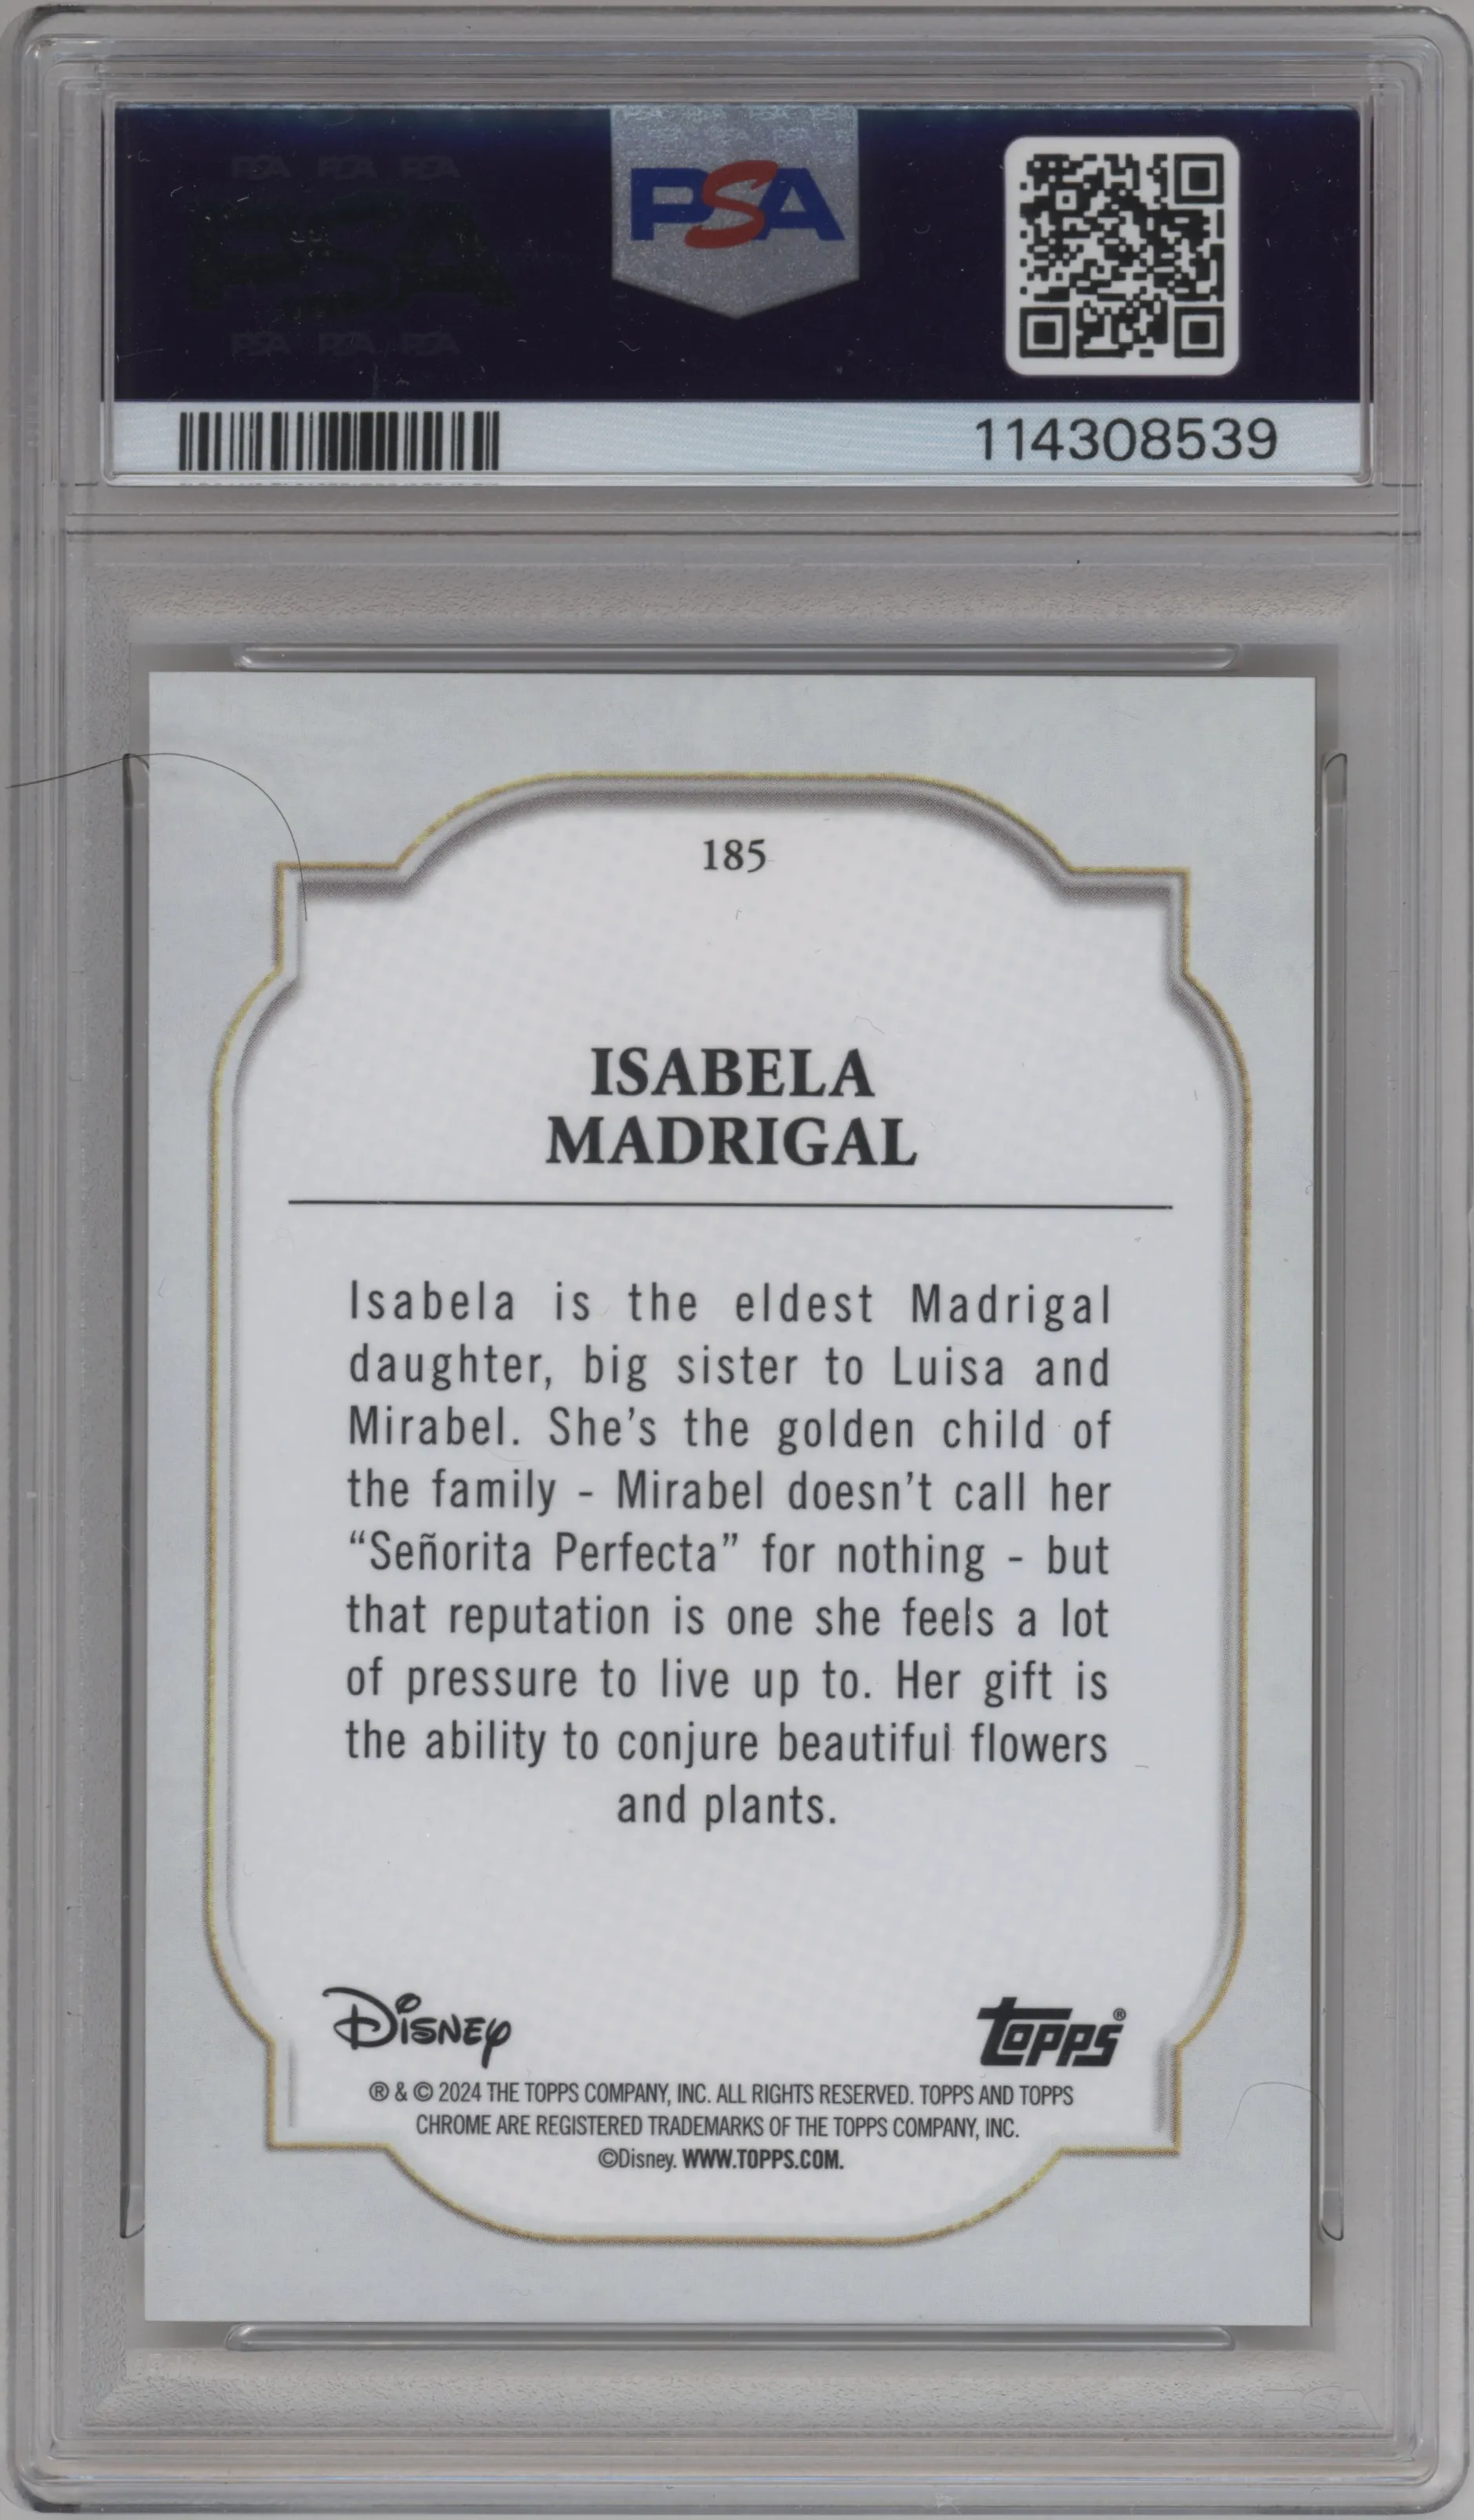 PSA
114308539
185
ISABELA
MADRIGAL
Isabela is the eldest Madrigal
daughter, big sister to Luisa and
Mirabel. She's the golden child of
the family - Mirabel doesn't call her
“Señorita Perfecta” for nothing - but
that reputation is one she feels a lot
of pressure to live up to. Her gift is
the ability to conjure beautiful flowers
and plants.
Disney
topps®
® & © 2024 THE TOPPS COMPANY, INC. ALL RIGHTS RESERVED. TOPPS AND TOPPS
CHROME ARE REGISTERED TRADEMARKS OF THE TOPPS COMPANY, INC.
©Disney. WWW.TOPPS.COM.